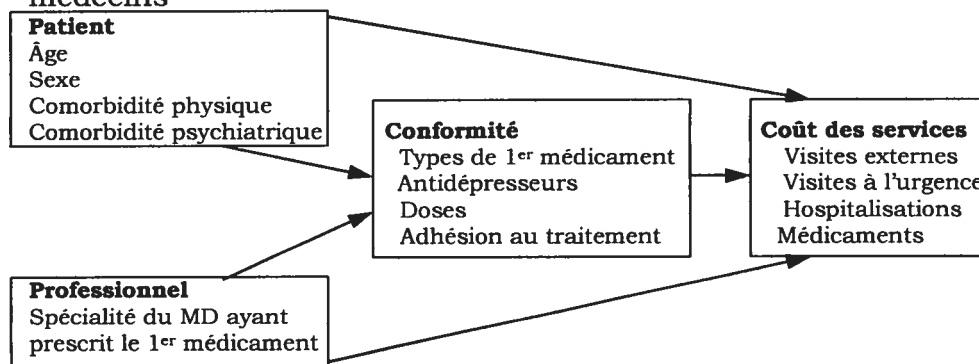 médecins
Patient
Âge
Sexe
Comorbidité physique
Comorbidité psychiatrique
Conformité
Types de 1er médicament
Antidépresseurs
Doses
Adhésion au traitement
Coût des services
Visites externes
Visites à l'urgence
Hospitalisations
Médicaments
Professionnel
Spécialité du MD ayant
prescrit le 1er médicament